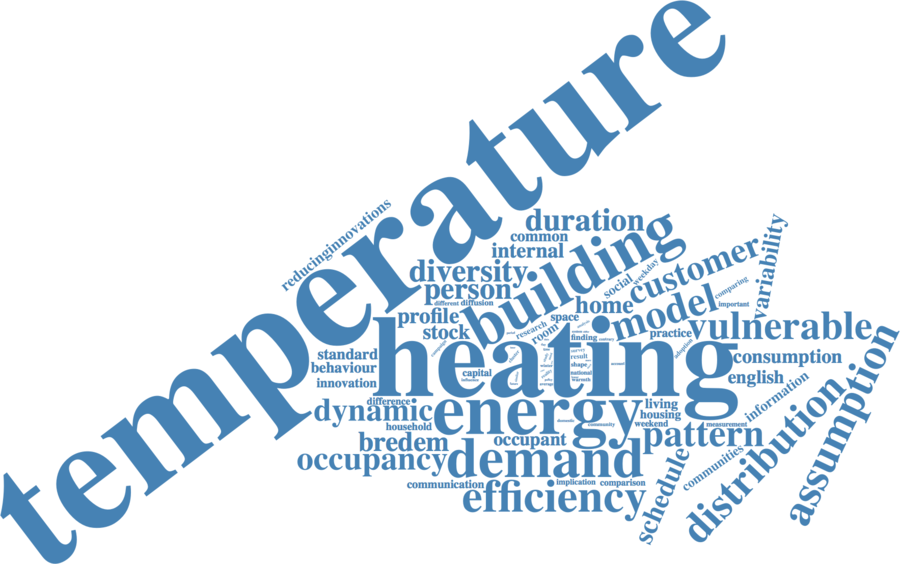 temperature
reducinginnovations
duration
common
internal
building
diversity
person
different
diffusion
social
weekday
customer
variability
comparing
important
home
model
profile
stock
space
room
research
finding
practice
adoption
vulnerable
heating
consumption
english
standard
behaviour
innovation
capital
result
shape
national
warmth
average
difference
dynamic
household
energy
living
housing
weekend
measurement
community
information
bredem
occupant
pattern
occupancy
demand
communities
communication
implication
comparison
efficiency
schedule
distribution
assumption